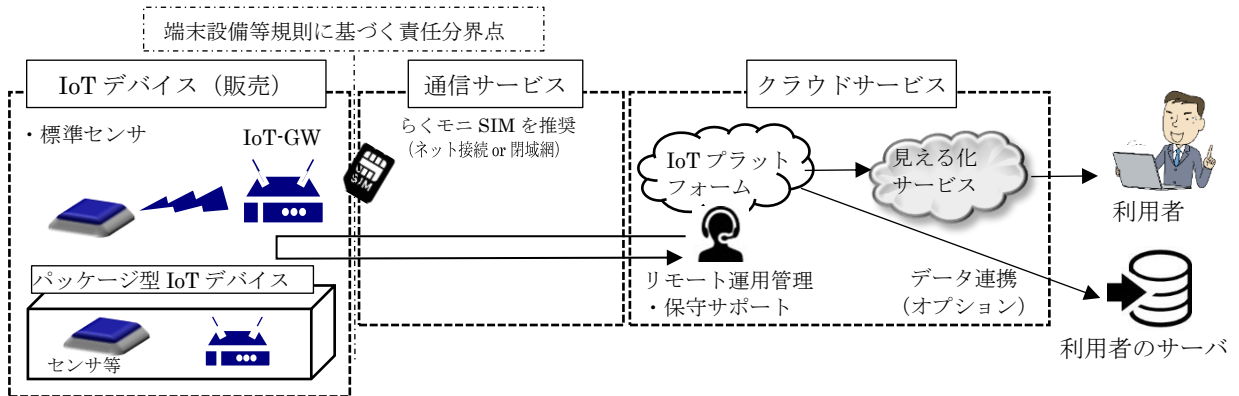 端末設備等規則に基づく責任分界点
IoT デバイス（販売）
通信サービス
クラウドサービス
・標準センサ
IoT-GW
らくモニ SIM を推奨
（ネット接続 or 閉域網）
SIM
IoT プラット
フォーム
見える化
サービス
利用者
パッケージ型 IoT デバイス
センサ等
リモート運用管理
・保守サポート
データ連携
（オプション）
利用者のサーバ